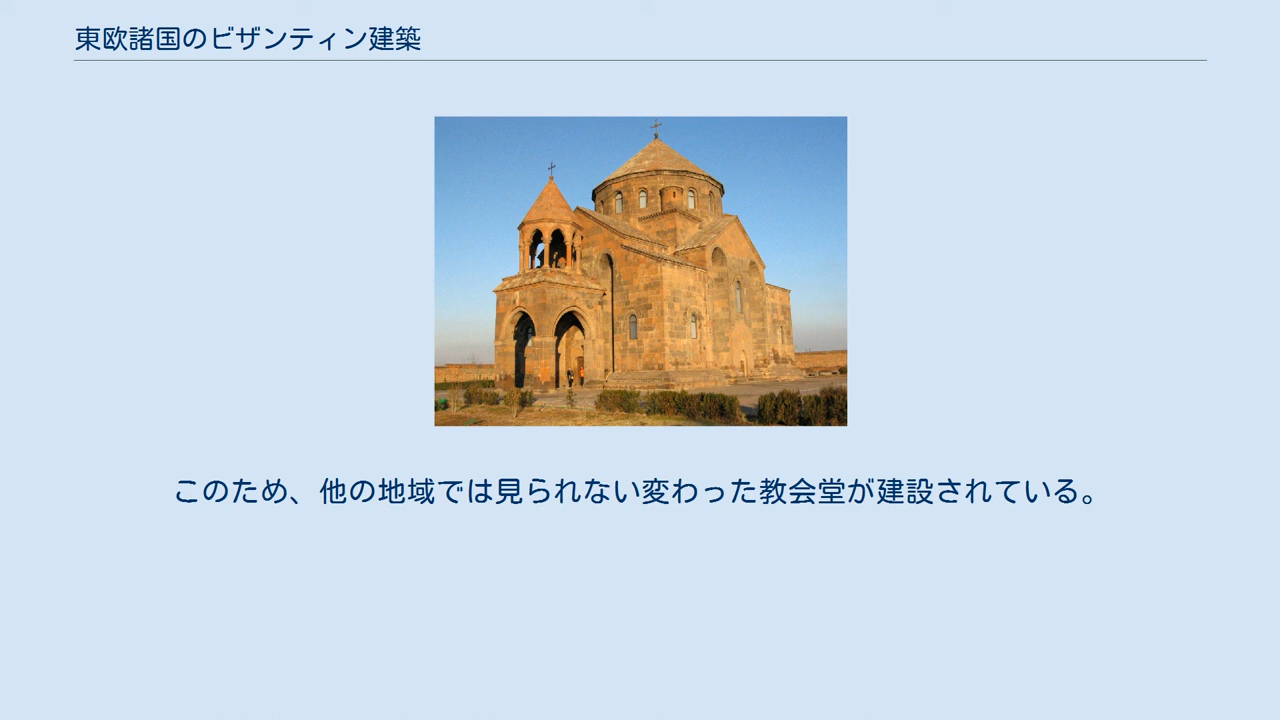 東欧諸国のビザンティン建築
このため、他の地域では見られない変わった教会堂が建設されている。